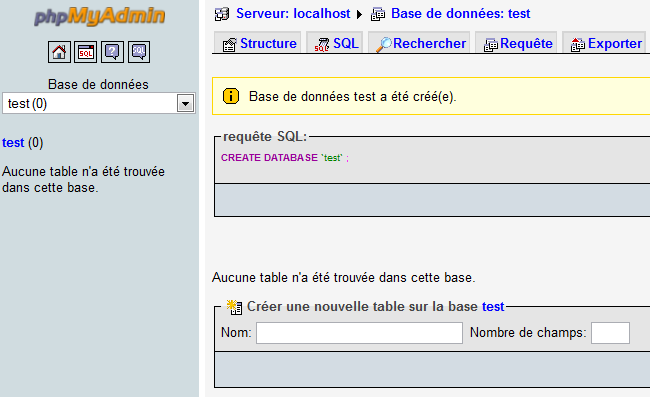 phpMyAdmin
SQL
SQL
Base de données
test (0)
test (0)
Aucune table n'a été trouvée
dans cette base.
Serveur: localhost Base de données: test
Structure SQL Rechercher Requête Exporter
Base de données test a été créé(e).
requête SQL:
CREATE DATABASE `test` ;
Aucune table n'a été trouvée dans cette base.
Créer une nouvelle table sur la base test
Nom: Nombre de champs: